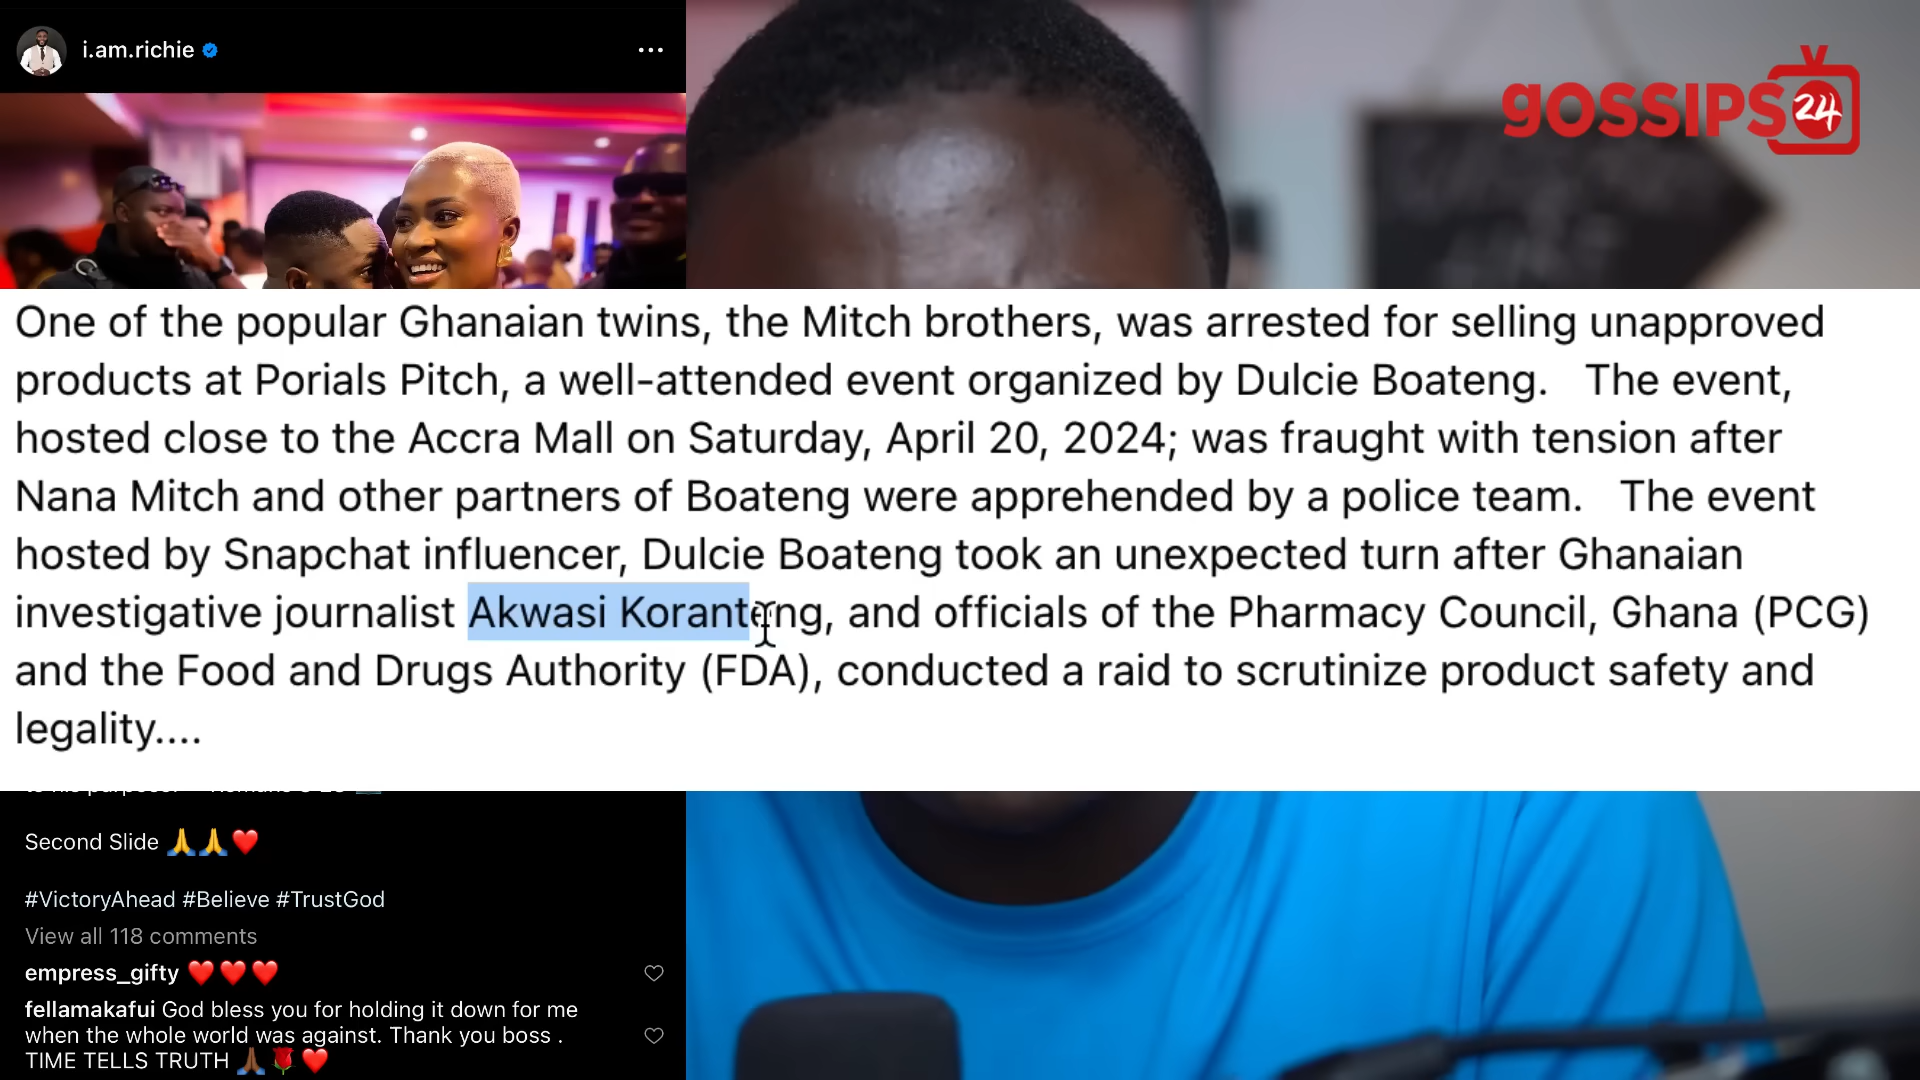 i.am.richie
gOSSIPS24
One of the popular Ghanaian twins, the Mitch brothers, was arrested for selling unapproved
products at Porials Pitch, a well-attended event organized by Dulcie Boateng. The event,
hosted close to the Accra Mall on Saturday, April 20, 2024; was fraught with tension after
Nana Mitch and other partners of Boateng were apprehended by a police team. The event
hosted by Snapchat influencer, Dulcie Boateng took an unexpected turn after Ghanaian
investigative journalist Akwasi Koranteng, and officials of the Pharmacy Council, Ghana (PCG)
and the Food and Drugs Authority (FDA), conducted a raid to scrutinize product safety and
legality....
Second Slide 🙏🙏❤️
#VictoryAhead #Believe #TrustGod
View all 118 comments
empress_gifty ❤️❤️❤️
fellamakafui God bless you for holding it down for me
when the whole world was against. Thank you boss .
TIME TELLS TRUTH 🙏🏾🌹❤️